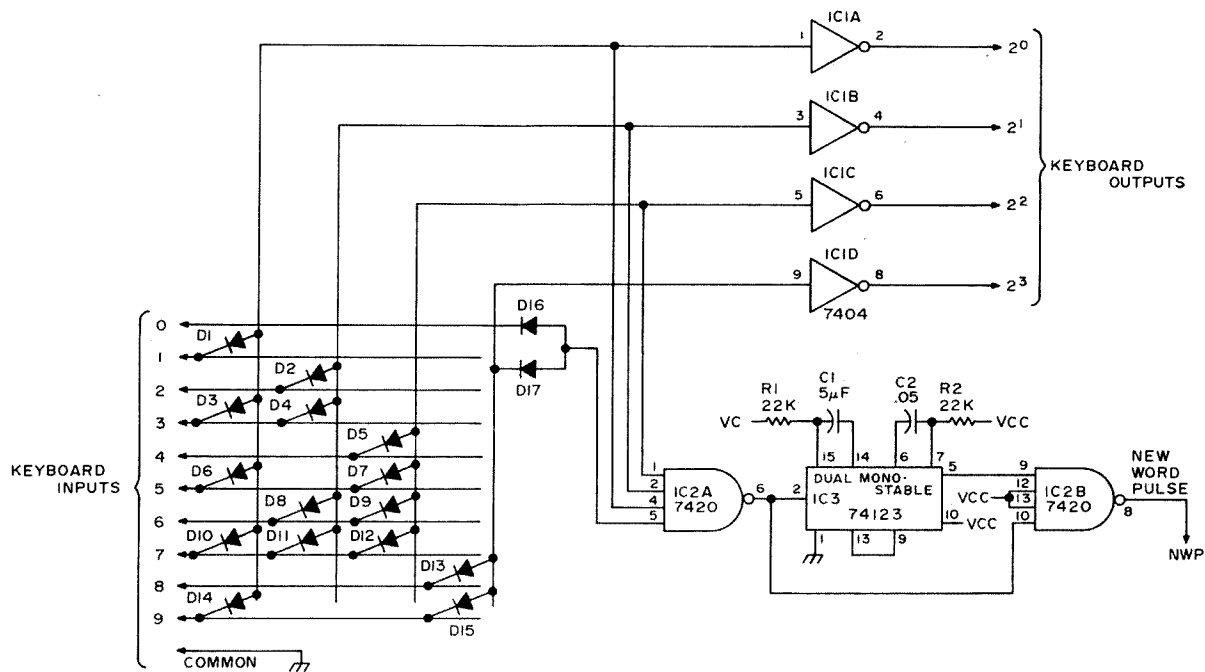 IC1A
1 2
2⁰
IC1B
3 4
2¹
KEYBOARD
OUTPUTS
IC1C
5 6
2²
IC1D
9 8
2³
7404
D16
D17
KEYBOARD
INPUTS
0
D1
1
D2
2
D3 D4
3
D5
4
D6 D7
5
D8 D9
6
D10 D11 D12
7
D13
8
D14
9
D15
COMMON
R1
22K
VC
C1
5µF
C2
.05
R2
22K
VCC
15 14 6 7
DUAL MONO-
STABLE
IC3
74123
2
5
10
VCC
1 13 9
1
2
4
5
IC2A
7420
6
9
12
13
10
VCC
IC2B
7420
8
NEW
WORD
PULSE
NWP